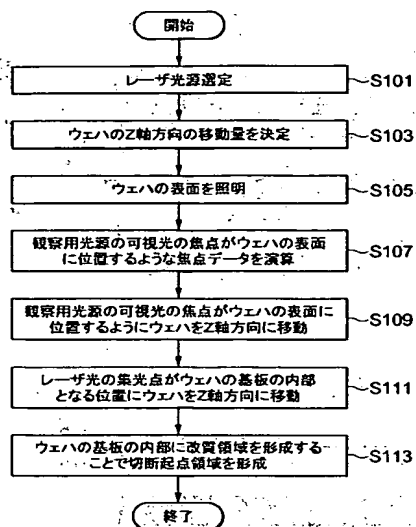 開始
レーザ光源選定
S101
ウェハのZ軸方向の移動量を決定
S103
ウェハの表面を照明
S105
観察用光源の可視光の焦点がウェハの表面
に位置するような焦点データを演算
S107
観察用光源の可視光の焦点がウェハの表面に
位置するようにウェハをZ軸方向に移動
S109
レーザ光の集光点がウェハの基板の内部
となる位置にウェハをZ軸方向に移動
S111
ウェハの基板の内部に改質領域を形成する
ことで切断起点領域を形成
S113
終了